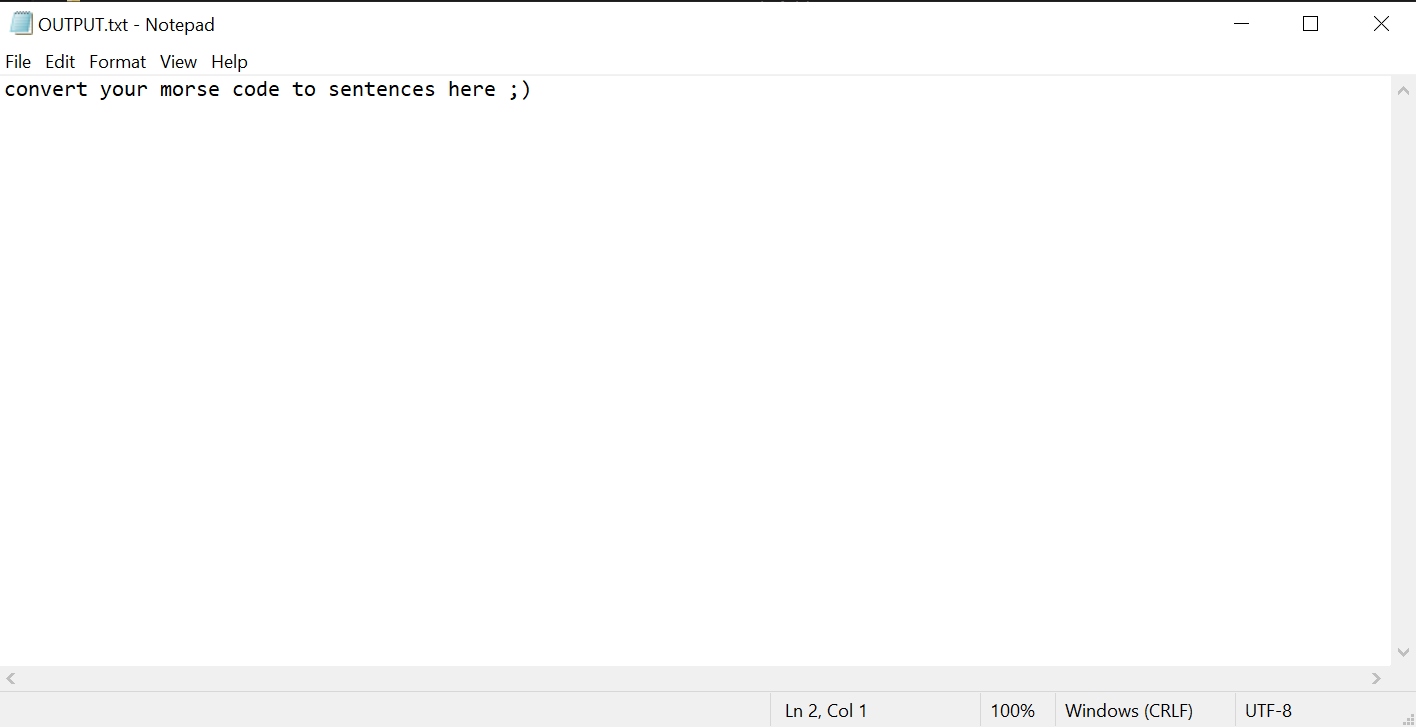 OUTPUT.txt - Notepad
File Edit Format View Help
convert your morse code to sentences here ;)
Ln 2, Col 1 100% Windows (CRLF) UTF-8